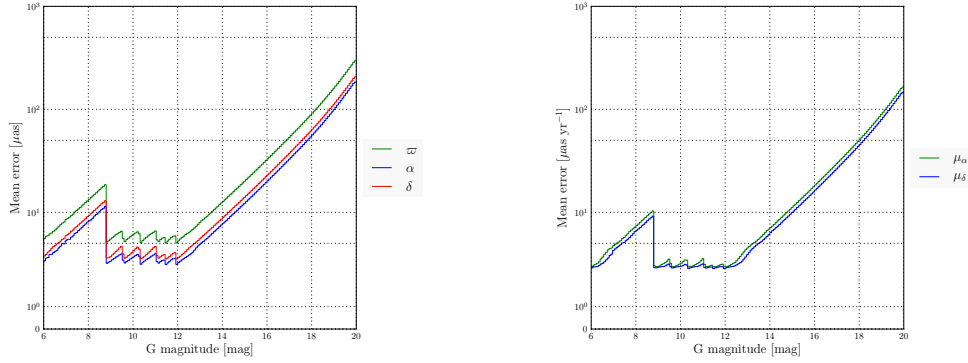 10³
10²
10¹
10⁰
0
Mean error [μas]
6 8 10 12 14 16 18 20
G magnitude [mag]
ϖ
α
δ
10³
10²
10¹
10⁰
0
Mean error [μas yr⁻¹]
6 8 10 12 14 16 18 20
G magnitude [mag]
μ_α
μ_δ